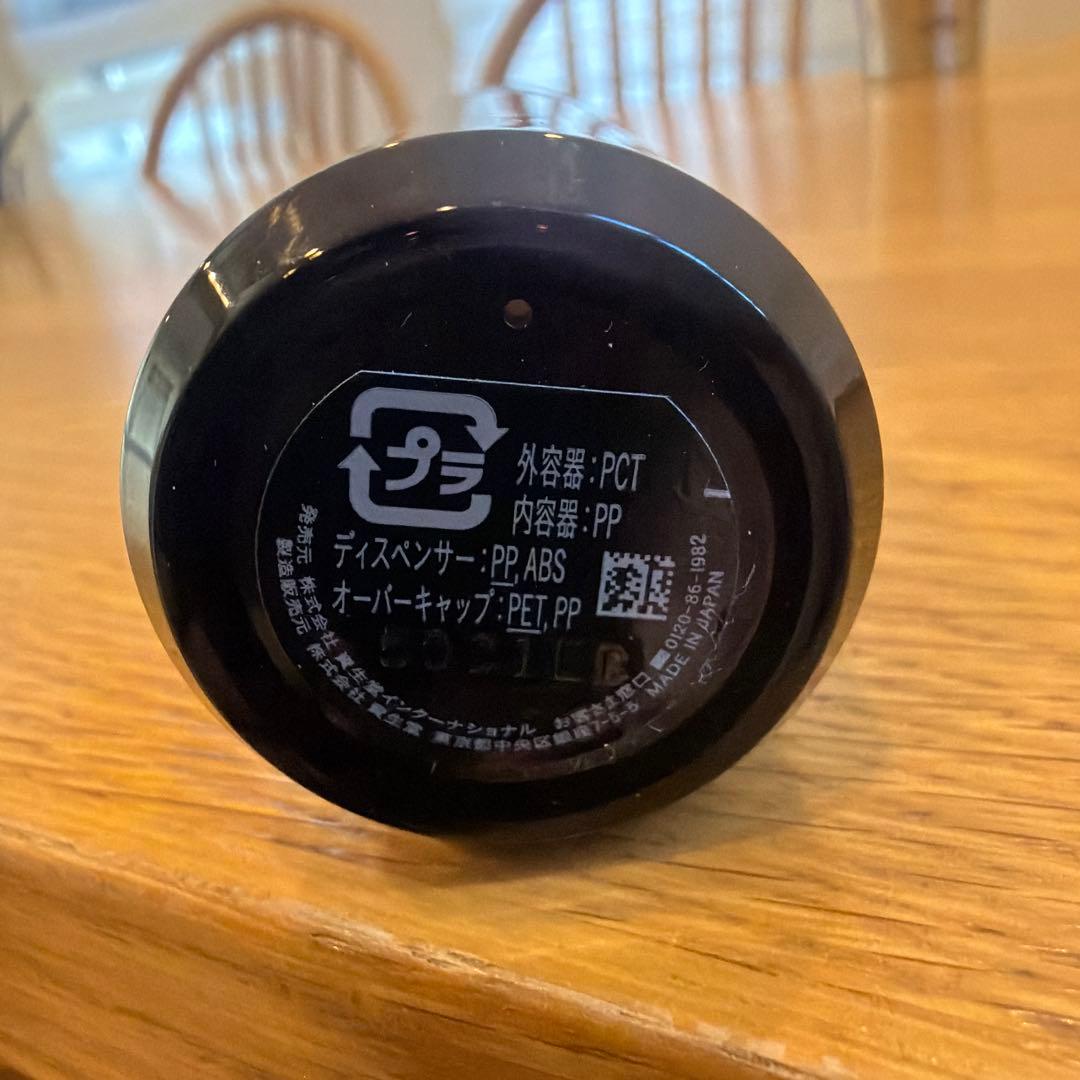 プラ
外容器:PCT
内容器:PP
ディスペンサー:PP,ABS
オーバーキャップ:PET,PP
発売元 株式会社 資生堂インターナショナル お客さま窓口 0120-86-1982
製造販売元 株式会社資生堂 東京都中央区銀座7-5-5 MADE IN JAPAN